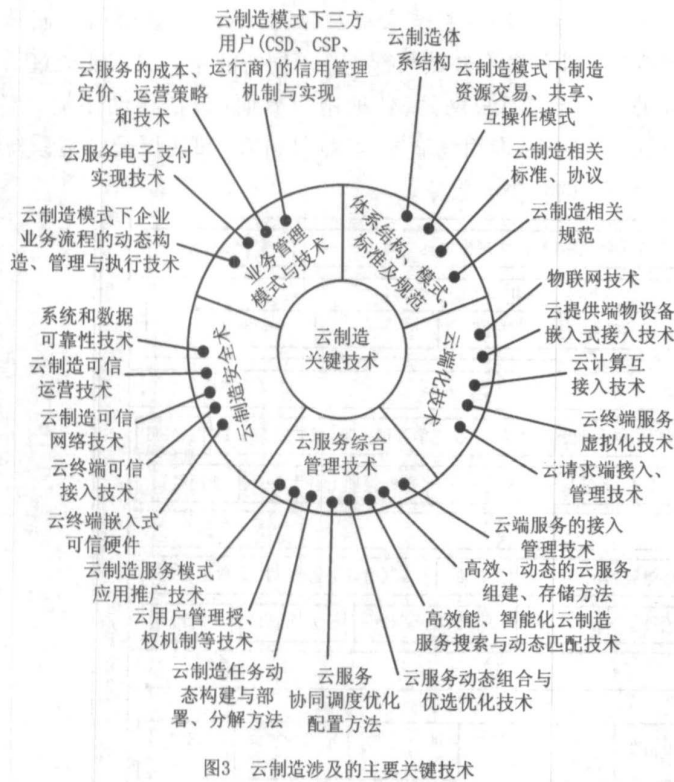 云制造模式下三方
用户(CSD、CSP、
运行商)的信用管理
机制与实现
云服务的成本、
定价、运营策略
和技术
云服务电子支付
实现技术
云制造模式下企业
业务流程的动态构
造、管理与执行技术
业务管理
模式与技术
云制造体
系结构
云制造模式下制造
资源交易、共享、
互操作模式
云制造相关
标准、协议
云制造相关
规范
体系结构、模式、
标准及规范
云制造
关键技术
物联网技术
云提供端物设备
嵌入式接入技术
云计算互
接入技术
云终端服务
虚拟化技术
云请求端接入、
管理技术
云端化技术
系统和数据
可靠性技术
云制造可信
运营技术
云制造可信
网络技术
云终端可信
接入技术
云终端嵌入式
可信硬件
云制造安全术
云服务综合
管理技术
云制造服务模式
应用推广技术
云用户管理授、
权机制等技术
云制造任务动
态构建与部
署、分解方法
云服务
协同调度优化
配置方法
云服务动态组合与
优选优化技术
高效能、智能化云制造
服务搜索与动态匹配技术
高效、动态的云服务
组建、存储方法
云端服务的接入
管理技术
图3 云制造涉及的主要关键技术